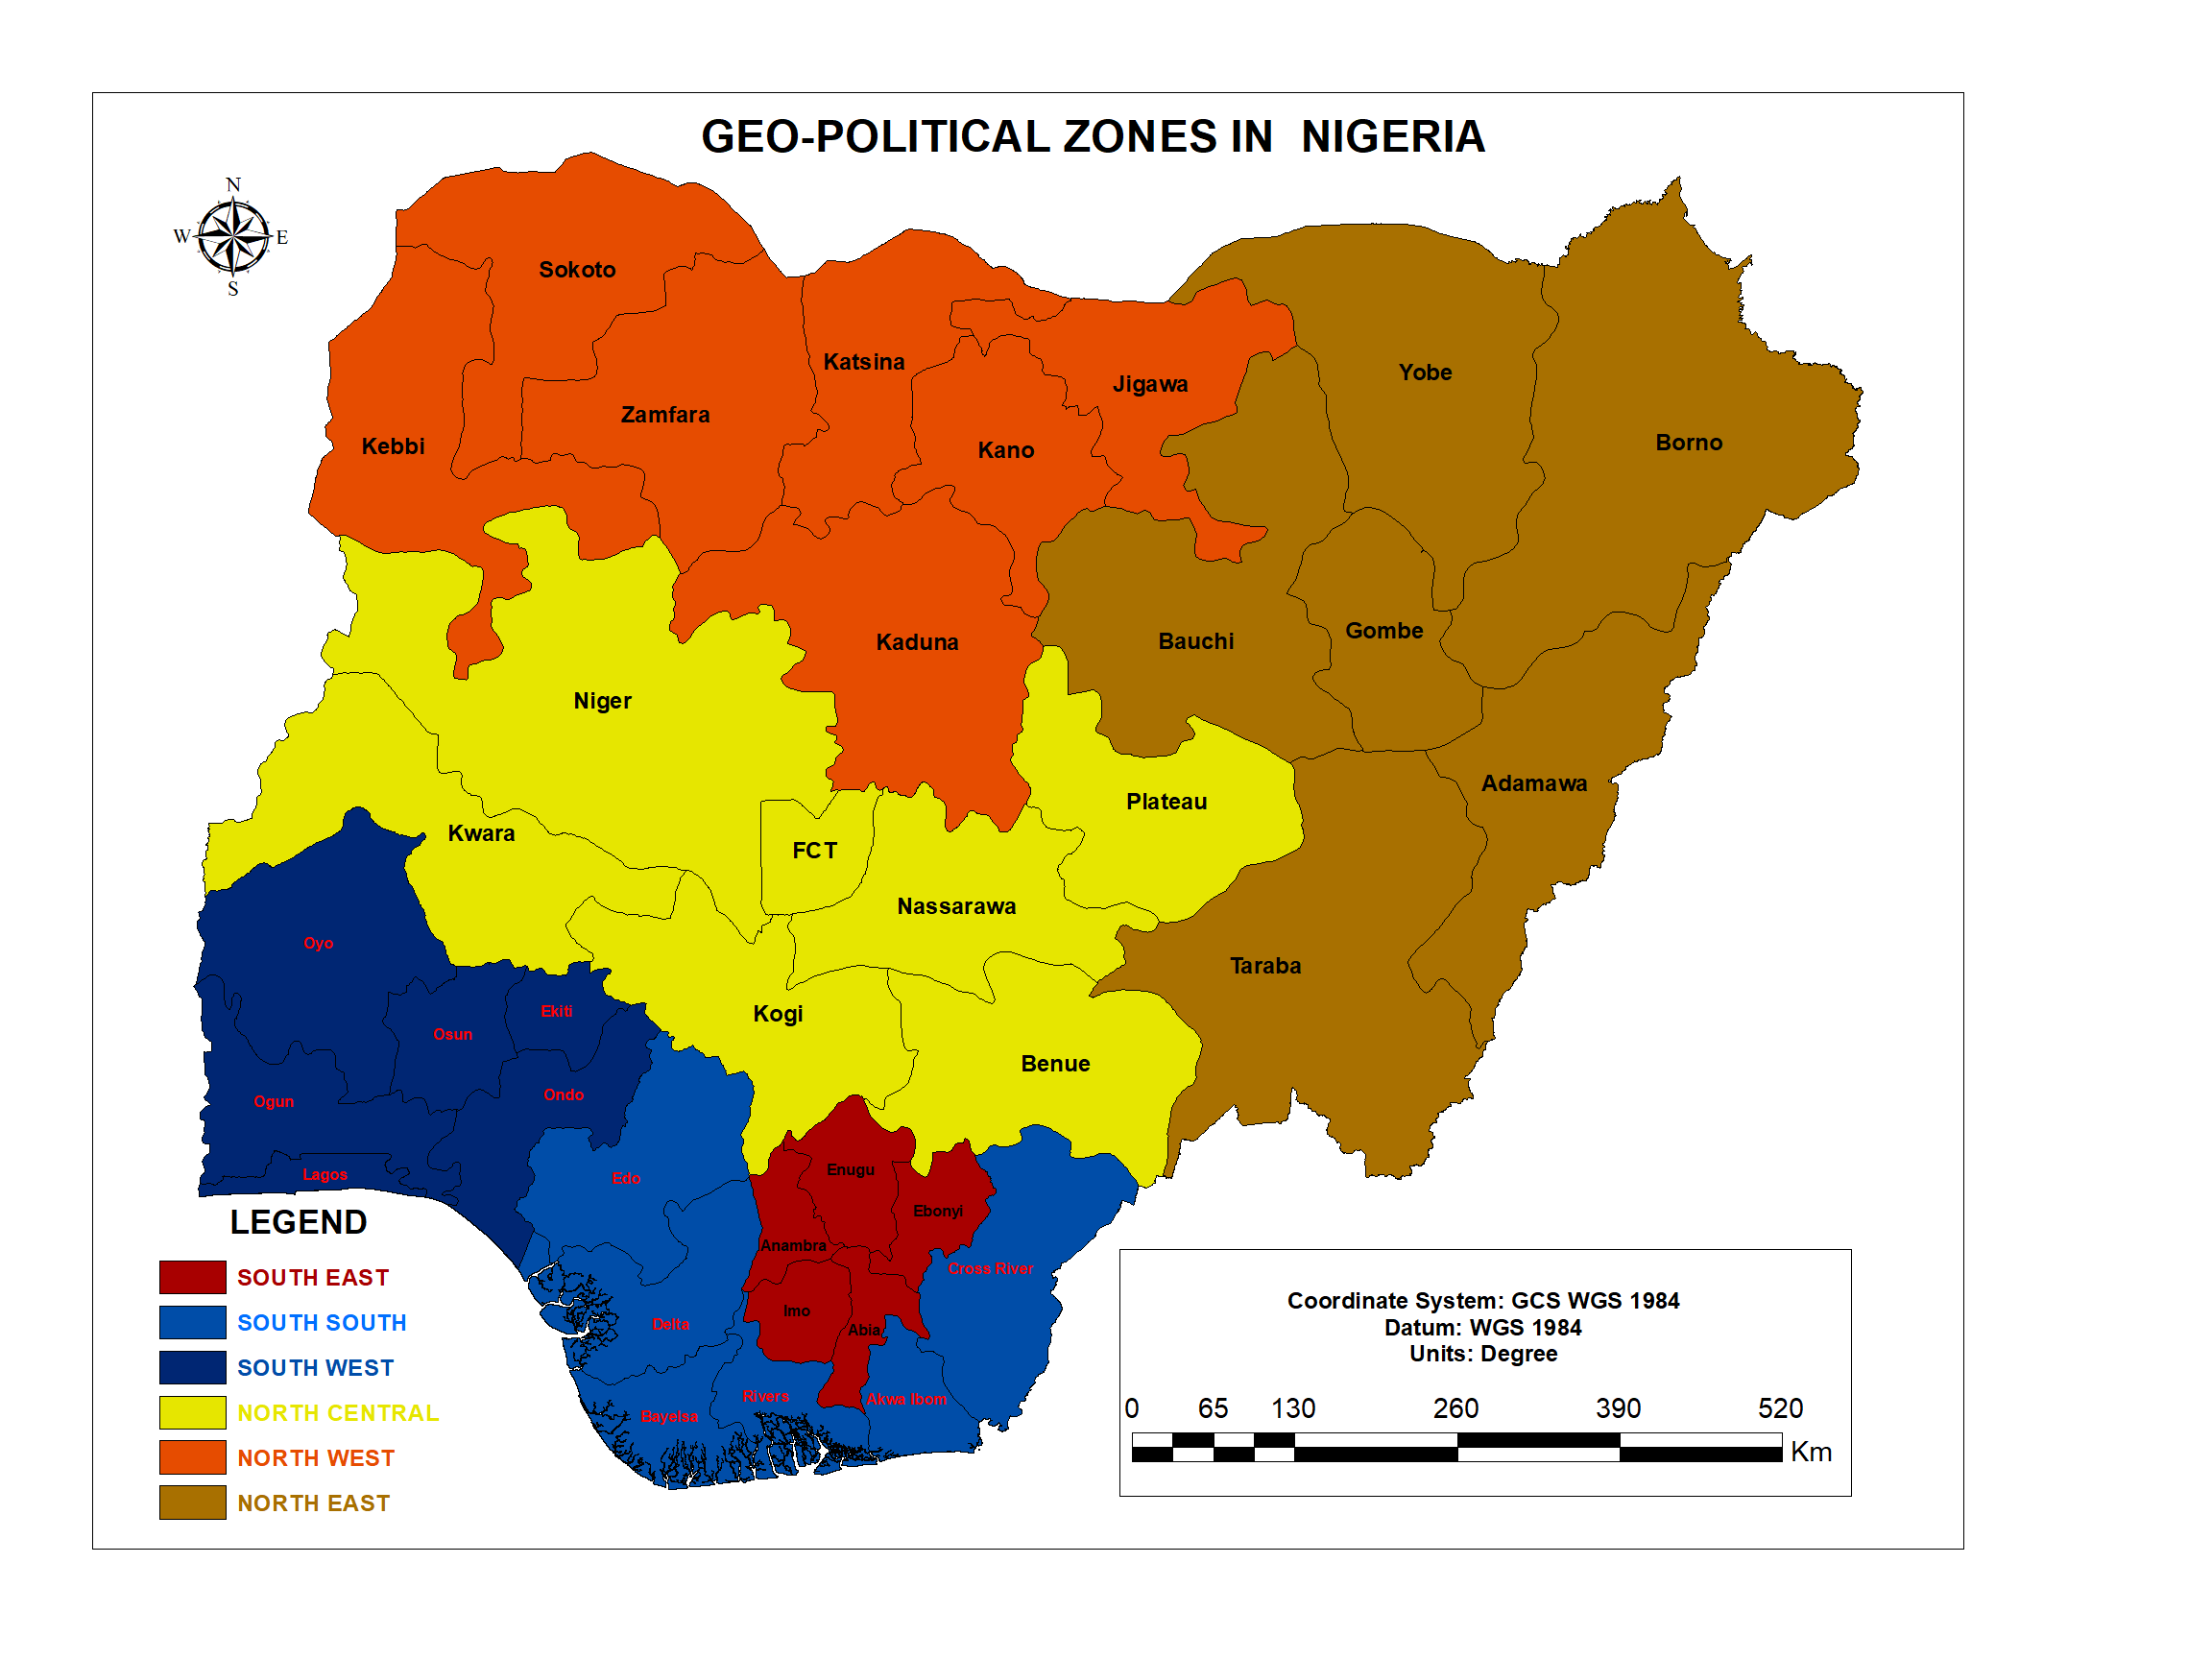 GEO-POLITICAL ZONES IN NIGERIA
N
W
E
S
Sokoto
Katsina
Yobe
Jigawa
Zamfara
Borno
Kebbi
Kano
Gombe
Bauchi
Kaduna
Niger
Adamawa
Plateau
Kwara
FCT
Nassarawa
Oyo
Taraba
Ekiti
Kogi
Osun
Benue
Ondo
Ogun
Enugu
Lagos
Edo
Ebonyi
Anambra
Cross River
Imo
Delta
Abia
Rivers
Akwa Ibom
Bayelsa
LEGEND
SOUTH EAST
SOUTH SOUTH
SOUTH WEST
NORTH CENTRAL
NORTH WEST
NORTH EAST
Coordinate System: GCS WGS 1984
Datum: WGS 1984
Units: Degree
0 65 130 260 390 520
Km